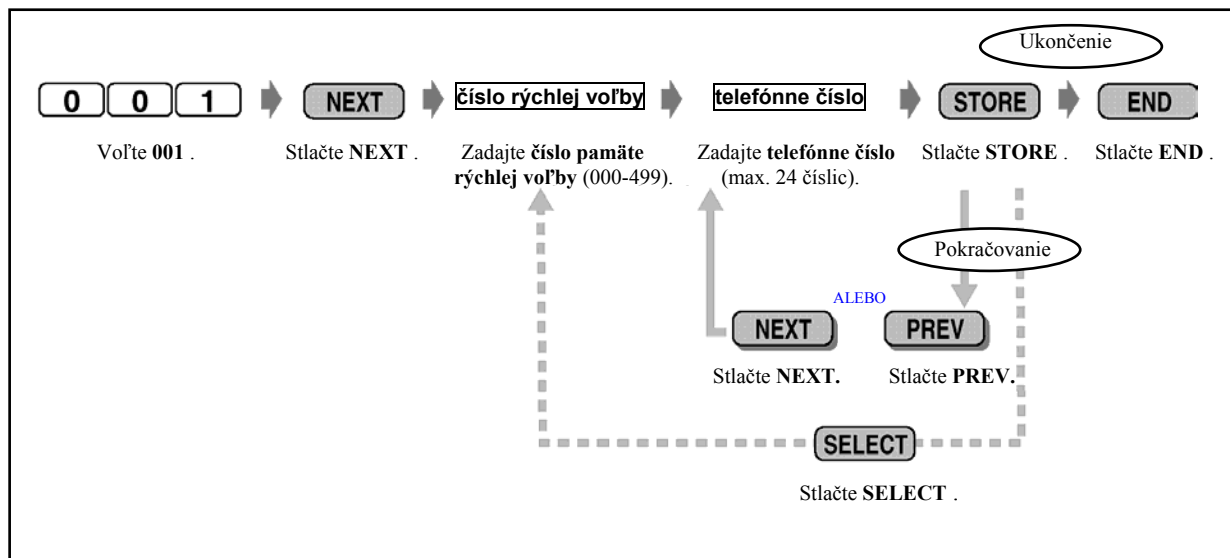 Ukončenie
0 0 1 NEXT číslo rýchlej voľby telefónne číslo STORE END
Voľte 001 . Stlačte NEXT . Zadajte číslo pamäte Zadajte telefónne číslo Stlačte STORE . Stlačte END .
rýchlej voľby (000-499). (max. 24 číslic).
Pokračovanie
ALEBO
NEXT PREV
Stlačte NEXT. Stlačte PREV.
SELECT
Stlačte SELECT .